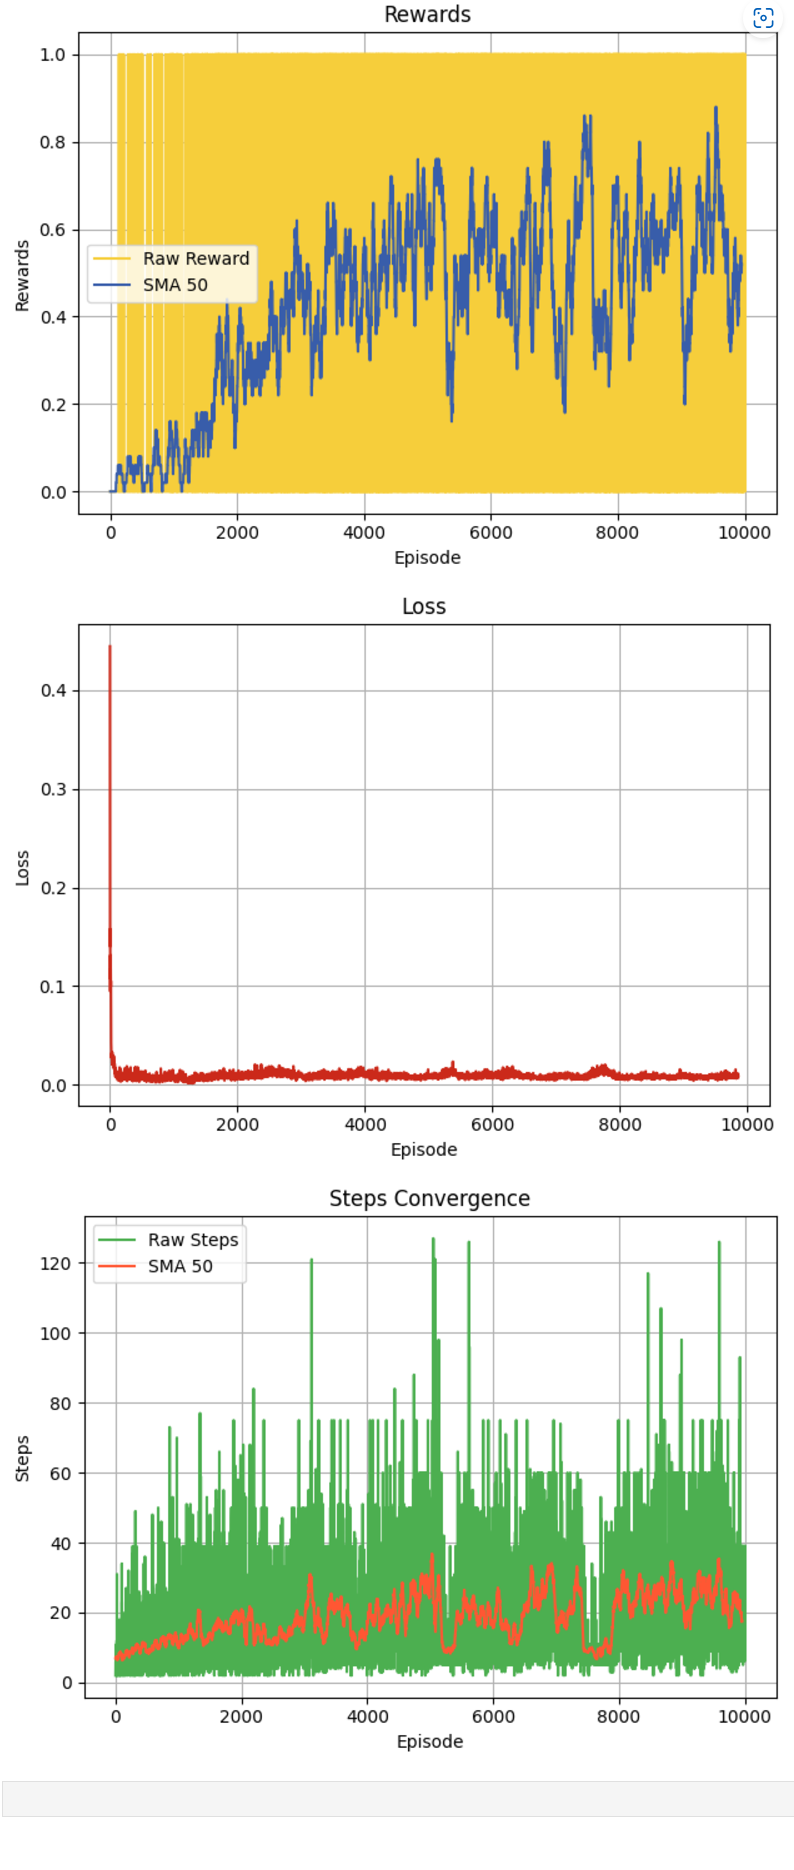 Rewards
1.0
0.8
0.6
0.4
0.2
0.0
Rewards
Raw Reward
SMA 50
0 2000 4000 6000 8000 10000
Episode
Loss
0.4
0.3
0.2
0.1
0.0
Loss
0 2000 4000 6000 8000 10000
Episode
Steps Convergence
Raw Steps
SMA 50
120
100
80
60
40
20
0
Steps
0 2000 4000 6000 8000 10000
Episode